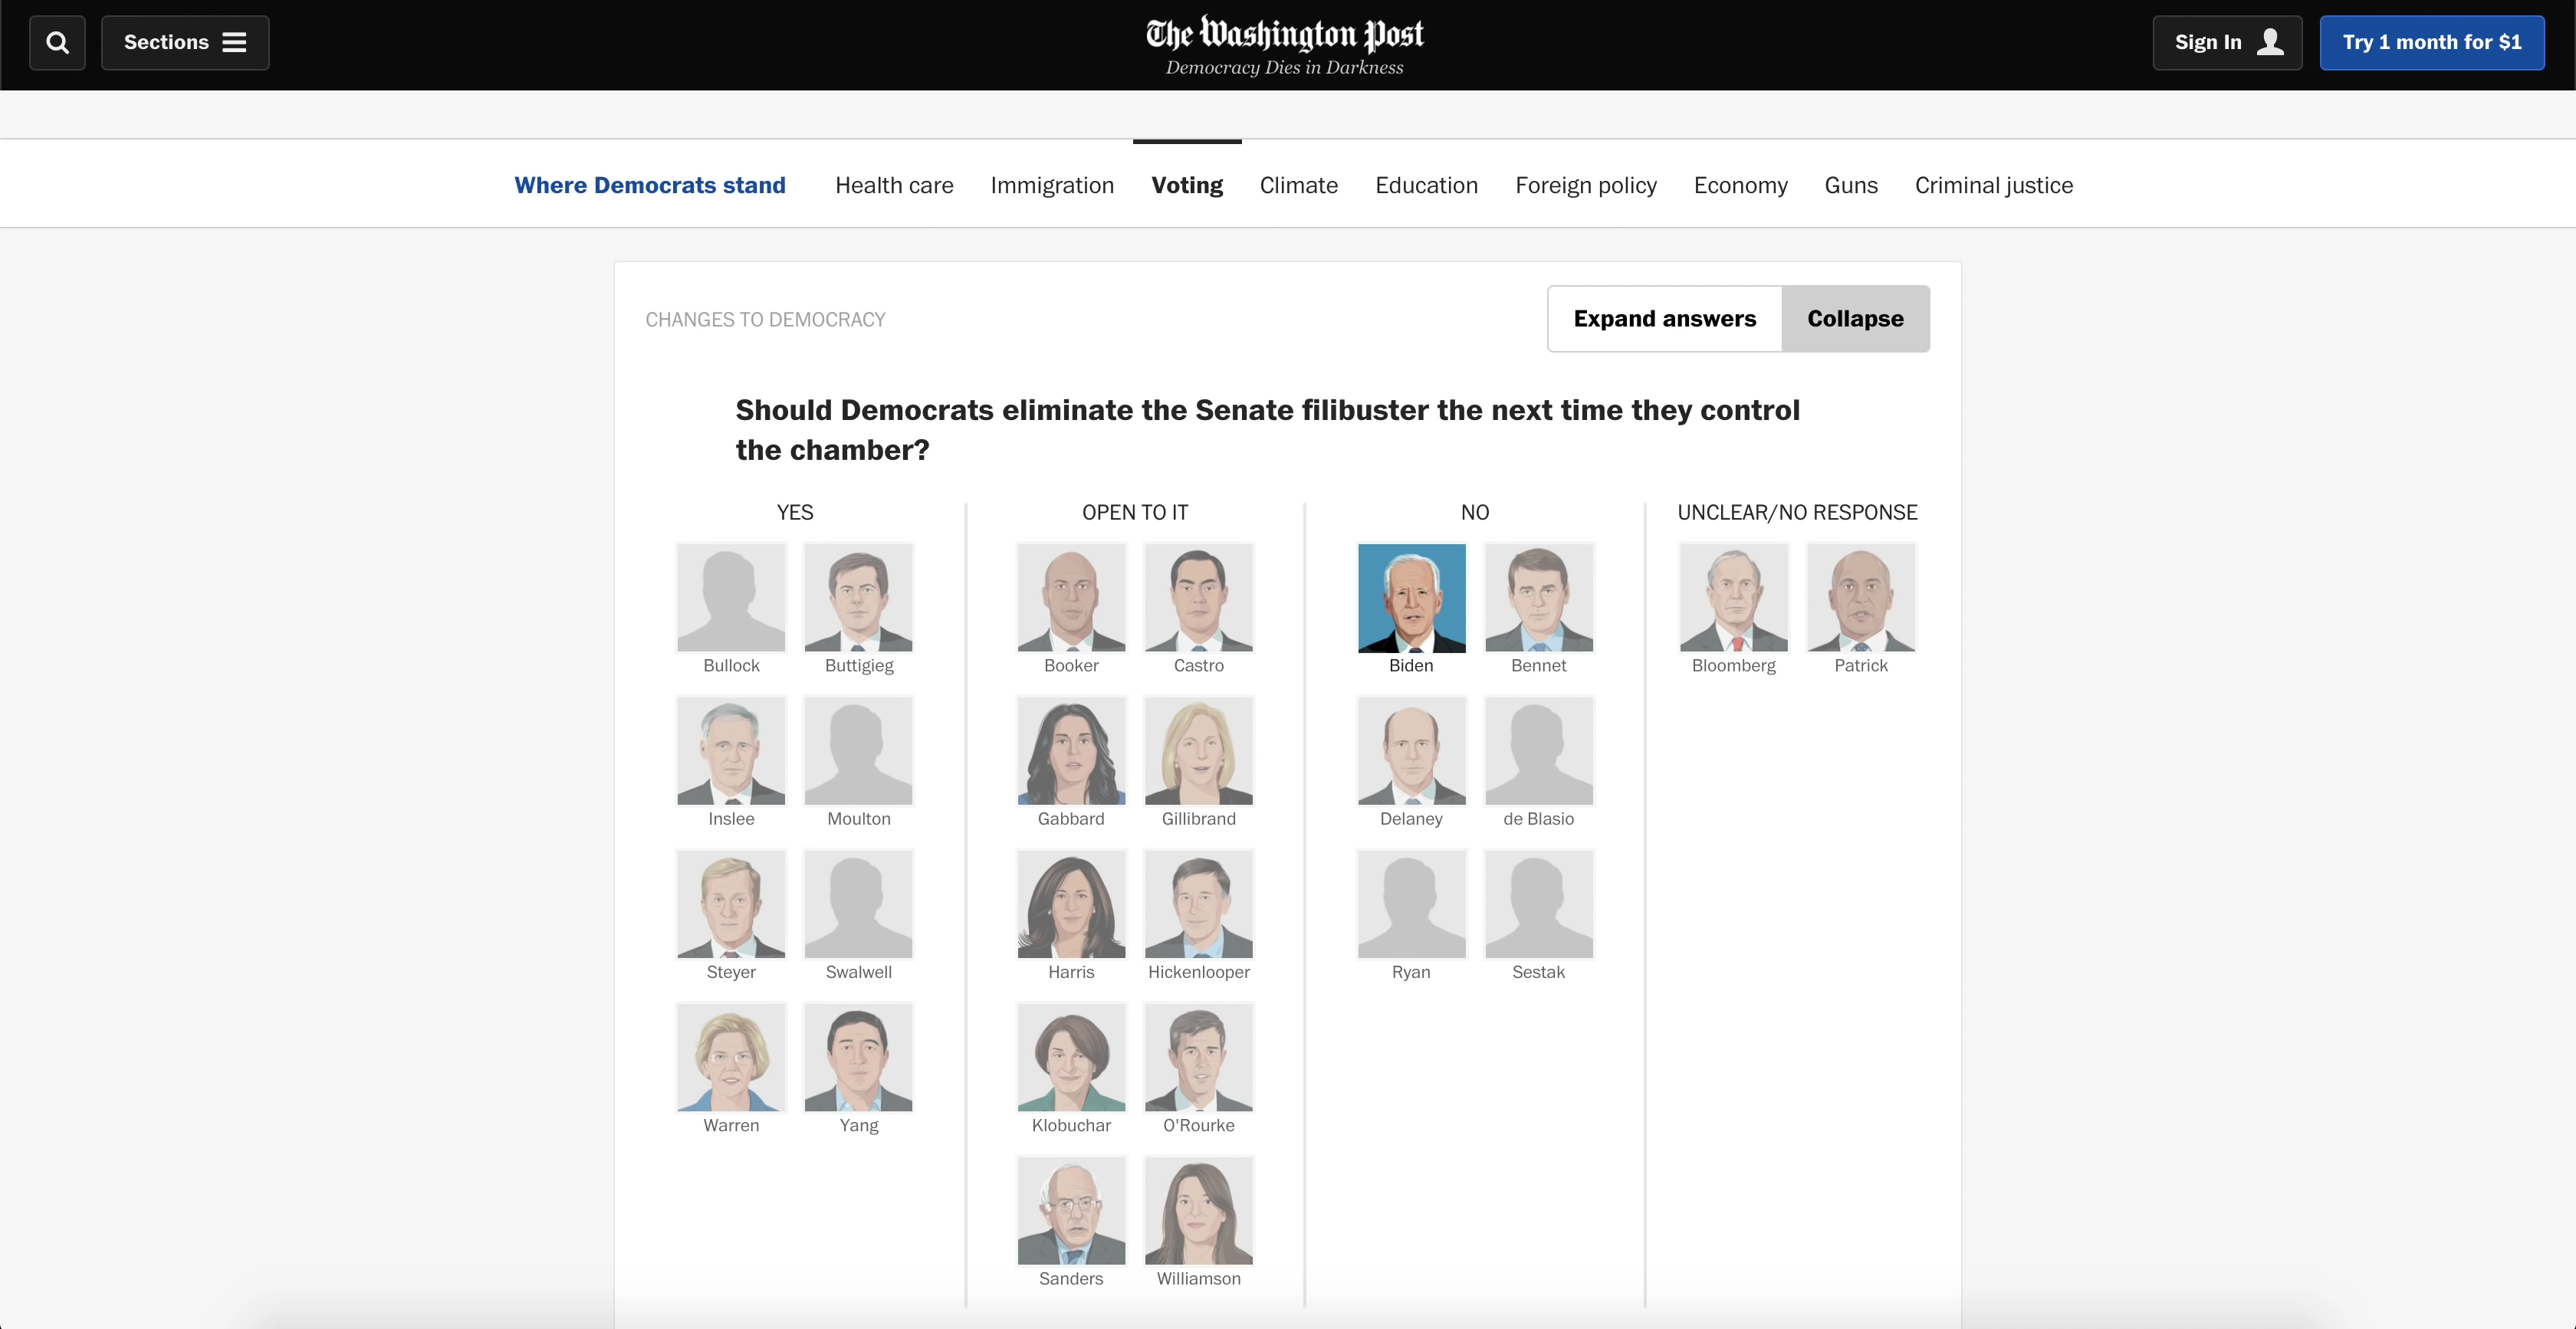 Sections
The Washington Post
Democracy Dies in Darkness
Sign In
Try 1 month for $1
Where Democrats stand
Health care
Immigration
Voting
Climate
Education
Foreign policy
Economy
Guns
Criminal justice
CHANGES TO DEMOCRACY
Expand answers
Collapse
Should Democrats eliminate the Senate filibuster the next time they control
the chamber?
YES
Bullock
Buttigieg
Inslee
Moulton
Steyer
Swalwell
Warren
Yang
OPEN TO IT
Booker
Castro
Gabbard
Gillibrand
Harris
Hickenlooper
Klobuchar
O'Rourke
Sanders
Williamson
NO
Biden
Bennet
Delaney
de Blasio
Ryan
Sestak
UNCLEAR/NO RESPONSE
Bloomberg
Patrick